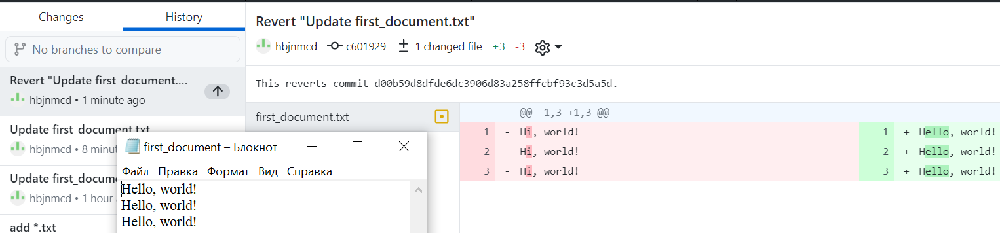 Changes
History
No branches to compare
Revert "Update first_document....
hbjnmcd • 1 minute ago
Update first_document.txt
hbjnmcd • 8 minut
Update first_docume
hbjnmcd • 1 hour
add *.txt
Revert "Update first_document.txt"
hbjnmcd c601929 1 changed file +3 -3
This reverts commit d00b59d8dfde6dc3906d83a258ffcbf93c3d5a5d.
first_document.txt
@@ -1,3 +1,3 @@
1 - Hi, world! 1 + Hello, world!
2 - Hi, world! 2 + Hello, world!
3 - Hi, world! 3 + Hello, world!
first_document – Блокнот
Файл Правка Формат Вид Справка
Hello, world!
Hello, world!
Hello, world!